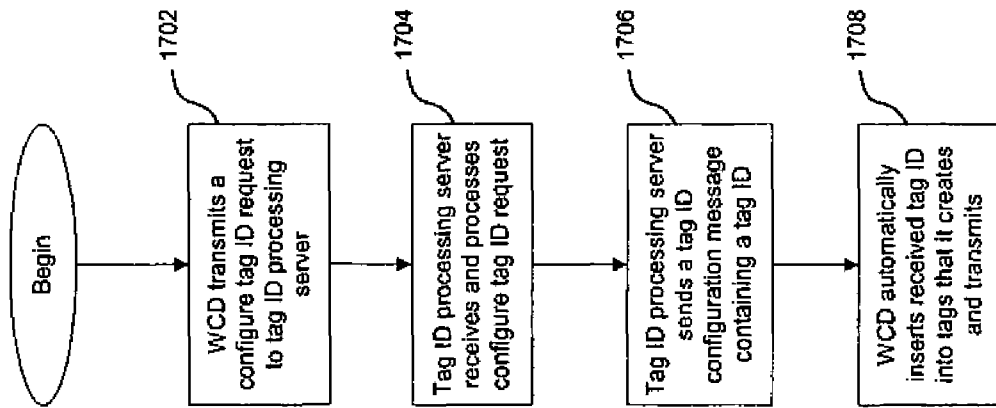 Begin
1702
WCD transmits a
configure tag ID request
to tag ID processing
server
1704
Tag ID processing server
receives and processes
configure tag ID request
1706
Tag ID processing server
sends a tag ID
configuration message
containing a tag ID
1708
WCD automatically
inserts received tag ID
into tags that it creates
and transmits